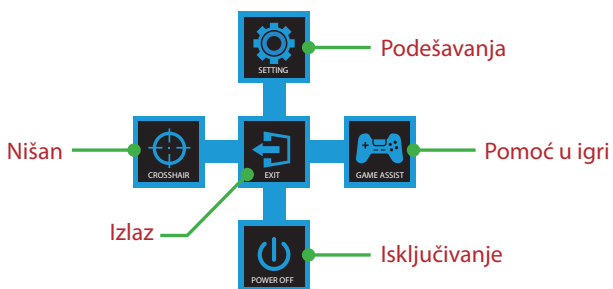 SETTING
Podešavanja
Nišan
CROSSHAIR
EXIT
GAME ASSIST
Pomoć u igri
Izlaz
POWER OFF
Isključivanje